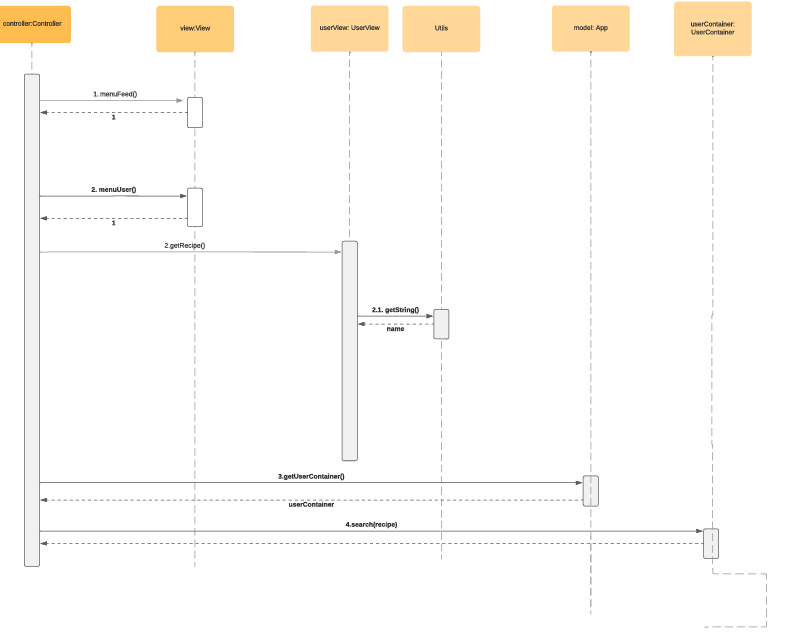 controller:Controller
view:View
userView: UserView
Utils
model: App
userContainer:
UserContainer
1. menuFeed()
1
2. menuUser()
1
2.getRecipe()
2.1. getString()
name
3.getUserContainer()
userContainer
4.search(recipe)